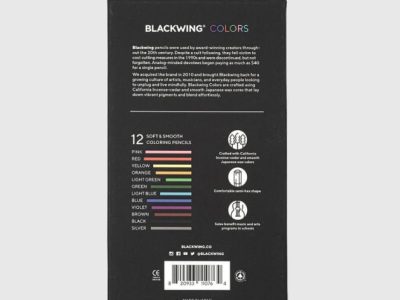 BLACKWING® COLORS
Blackwing pencils were used by award-winning creators through-
out the 20th century. Despite a cult following, they fell victim to
cost cutting measures in the 1990s and were discontinued, but not
forgotten. Analog-minded devotees began paying as much as $40
for a single pencil.
We acquired the brand in 2010 and brought Blackwing back for a
growing culture of artists, musicians, and everyday people looking
to unplug and live mindfully. Blackwing Colors are crafted using
California Incense-cedar and smooth Japanese wax cores that lay
down vibrant pigments and blend effortlessly.
12 SOFT & SMOOTH
COLORING PENCILS
PINK
RED
YELLOW
ORANGE
LIGHT GREEN
GREEN
LIGHT BLUE
BLUE
VIOLET
BROWN
BLACK
SILVER
Crafted with California
Incense-cedar and smooth
Japanese wax cores
Comfortable semi-hex shape
Sales benefit music and arts
programs in schools
BLACKWING.CO
@BLACKWING
CE